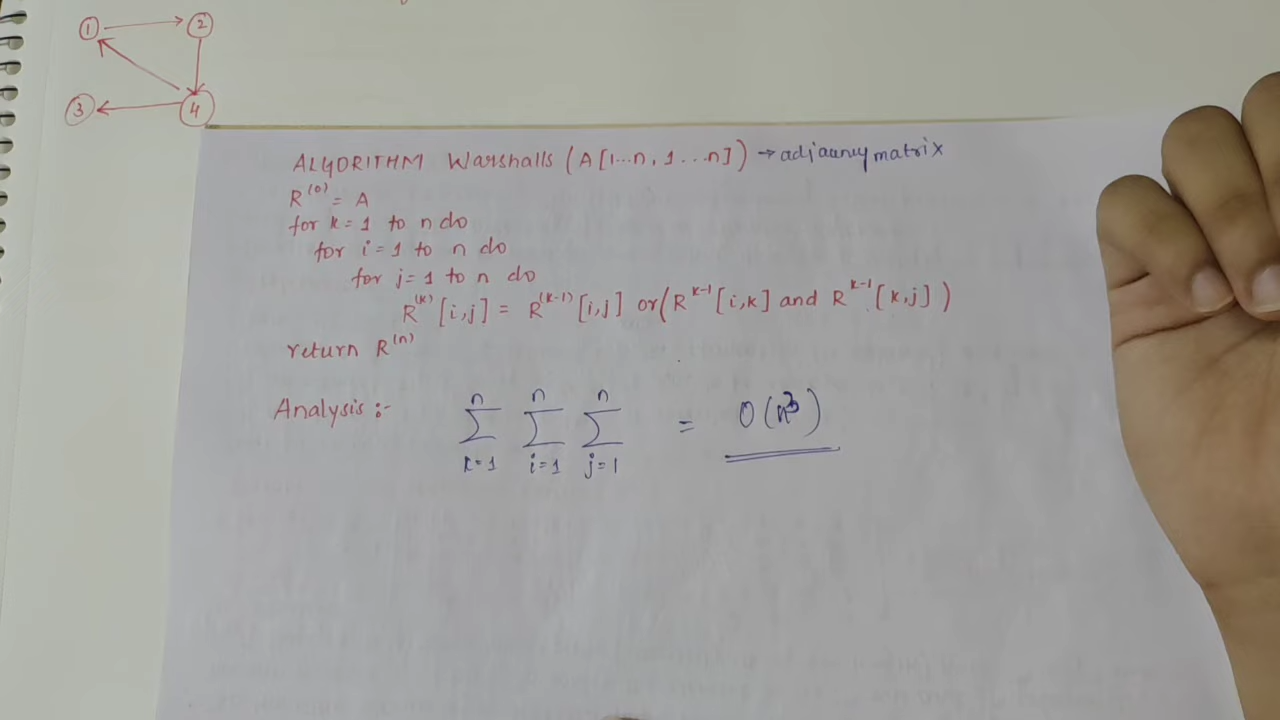 1 2
3 4
ALGORITHM Warshalls (A[1...n, 1...n]) → adjacency matrix
R^(0) = A
for k = 1 to n do
for i = 1 to n do
for j = 1 to n do
R^(k) [i,j] = R^(k-1) [i,j] or (R^k-1 [i,k] and R^k-1 [k,j])
return R^(n)
Analysis :-
n n n
Σ Σ Σ = O(n^3)
k=1 i=1 j=1